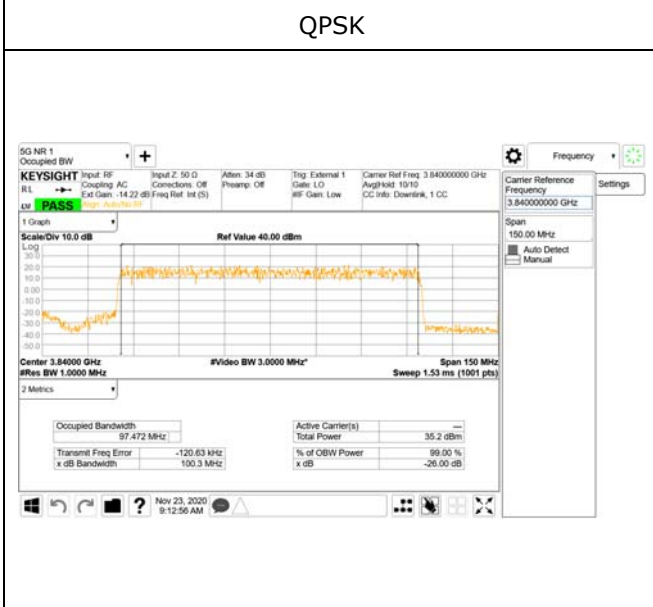 QPSK
5G NR 1
Occupied BW
+
Frequency
KEYSIGHT
RL
PASS
Input: RF
Coupling: AC
Ext Gain: -14.22 dB
Align: Auto/No RF
Input Z: 50 Ω
Corrections: Off
Freq Ref: Int (S)
Atten: 34 dB
Preamp: Off
Trig: External 1
Gate: LO
#IF Gain: Low
Carrier Ref Freq: 3.840000000 GHz
Avg|Hold: 10/10
CC Info: Downlink, 1 CC
Carrier Reference
Frequency
3.840000000 GHz
Settings
Span
150.00 MHz
Auto Detect
Manual
1 Graph
Scale/Div 10.0 dB
Ref Value 40.00 dBm
Log
30.0
20.0
10.0
0.00
-10.0
-20.0
-30.0
-40.0
-50.0
Center 3.84000 GHz
#Video BW 3.0000 MHz*
Span 150 MHz
#Res BW 1.0000 MHz
Sweep 1.53 ms (1001 pts)
2 Metrics
Occupied Bandwidth
97.472 MHz
Transmit Freq Error -120.63 kHz
x dB Bandwidth 100.3 MHz
Active Carrier(s) ---
Total Power 35.2 dBm
% of OBW Power 99.00 %
x dB -26.00 dB
?
Nov 23, 2020
9:12:56 AM